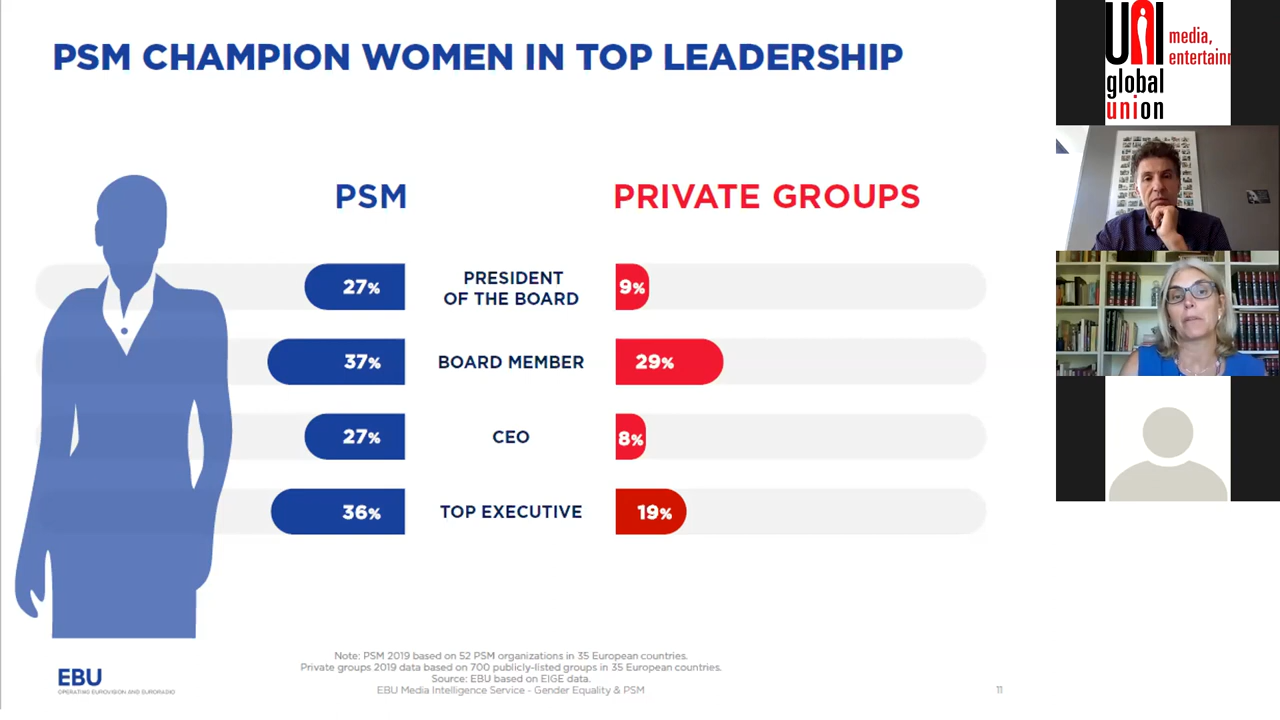 PSM CHAMPION WOMEN IN TOP LEADERSHIP
PSM
PRIVATE GROUPS
27%
PRESIDENT
OF THE BOARD
9%
37%
BOARD MEMBER
29%
27%
CEO
8%
36%
TOP EXECUTIVE
19%
Note: PSM 2019 based on 52 PSM organizations in 35 European countries.
Private groups 2019 data based on 700 publicly-listed groups in 35 European countries.
Source: EBU based on EIGE data.
EBU Media Intelligence Service - Gender Equality & PSM
11
EBU
OPERATING EUROVISION AND EURORADIO
UNI
global
union
media,
entertainm